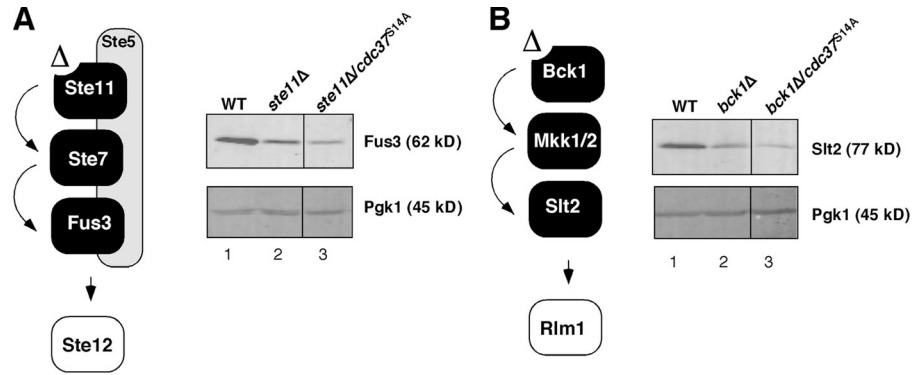 A
Ste5
Δ
Ste11
Ste7
Fus3
Ste12
WT
ste11Δ
ste11Δ/cdc37S14A
Fus3 (62 kD)
Pgk1 (45 kD)
1 2 3
B
Δ
Bck1
Mkk1/2
Slt2
Rlm1
WT
bck1Δ
bck1Δ/cdc37S14A
Slt2 (77 kD)
Pgk1 (45 kD)
1 2 3